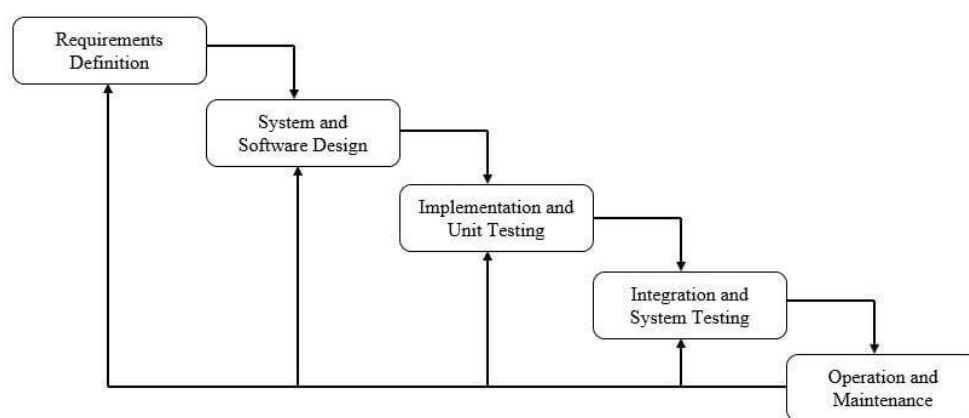 Requirements
Definition
System and
Software Design
Implementation and
Unit Testing
Integration and
System Testing
Operation and
Maintenance